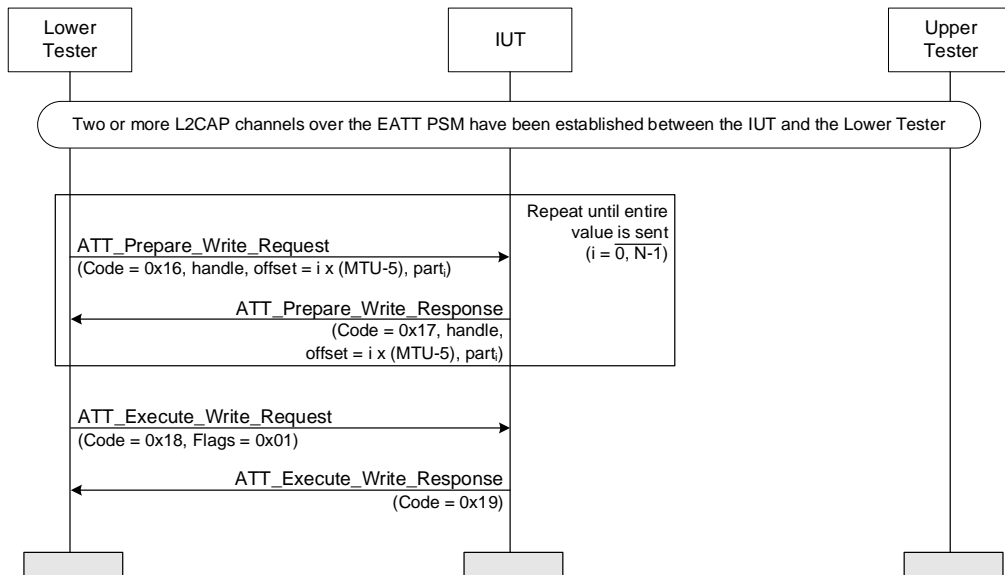 Lower
Tester
IUT
Upper
Tester
Two or more L2CAP channels over the EATT PSM have been established between the IUT and the Lower Tester
Repeat until entire
value is sent
(i = 0, N-1)
ATT_Prepare_Write_Request
(Code = 0x16, handle, offset = i x (MTU-5), partᵢ)
ATT_Prepare_Write_Response
(Code = 0x17, handle,
offset = i x (MTU-5), partᵢ)
ATT_Execute_Write_Request
(Code = 0x18, Flags = 0x01)
ATT_Execute_Write_Response
(Code = 0x19)